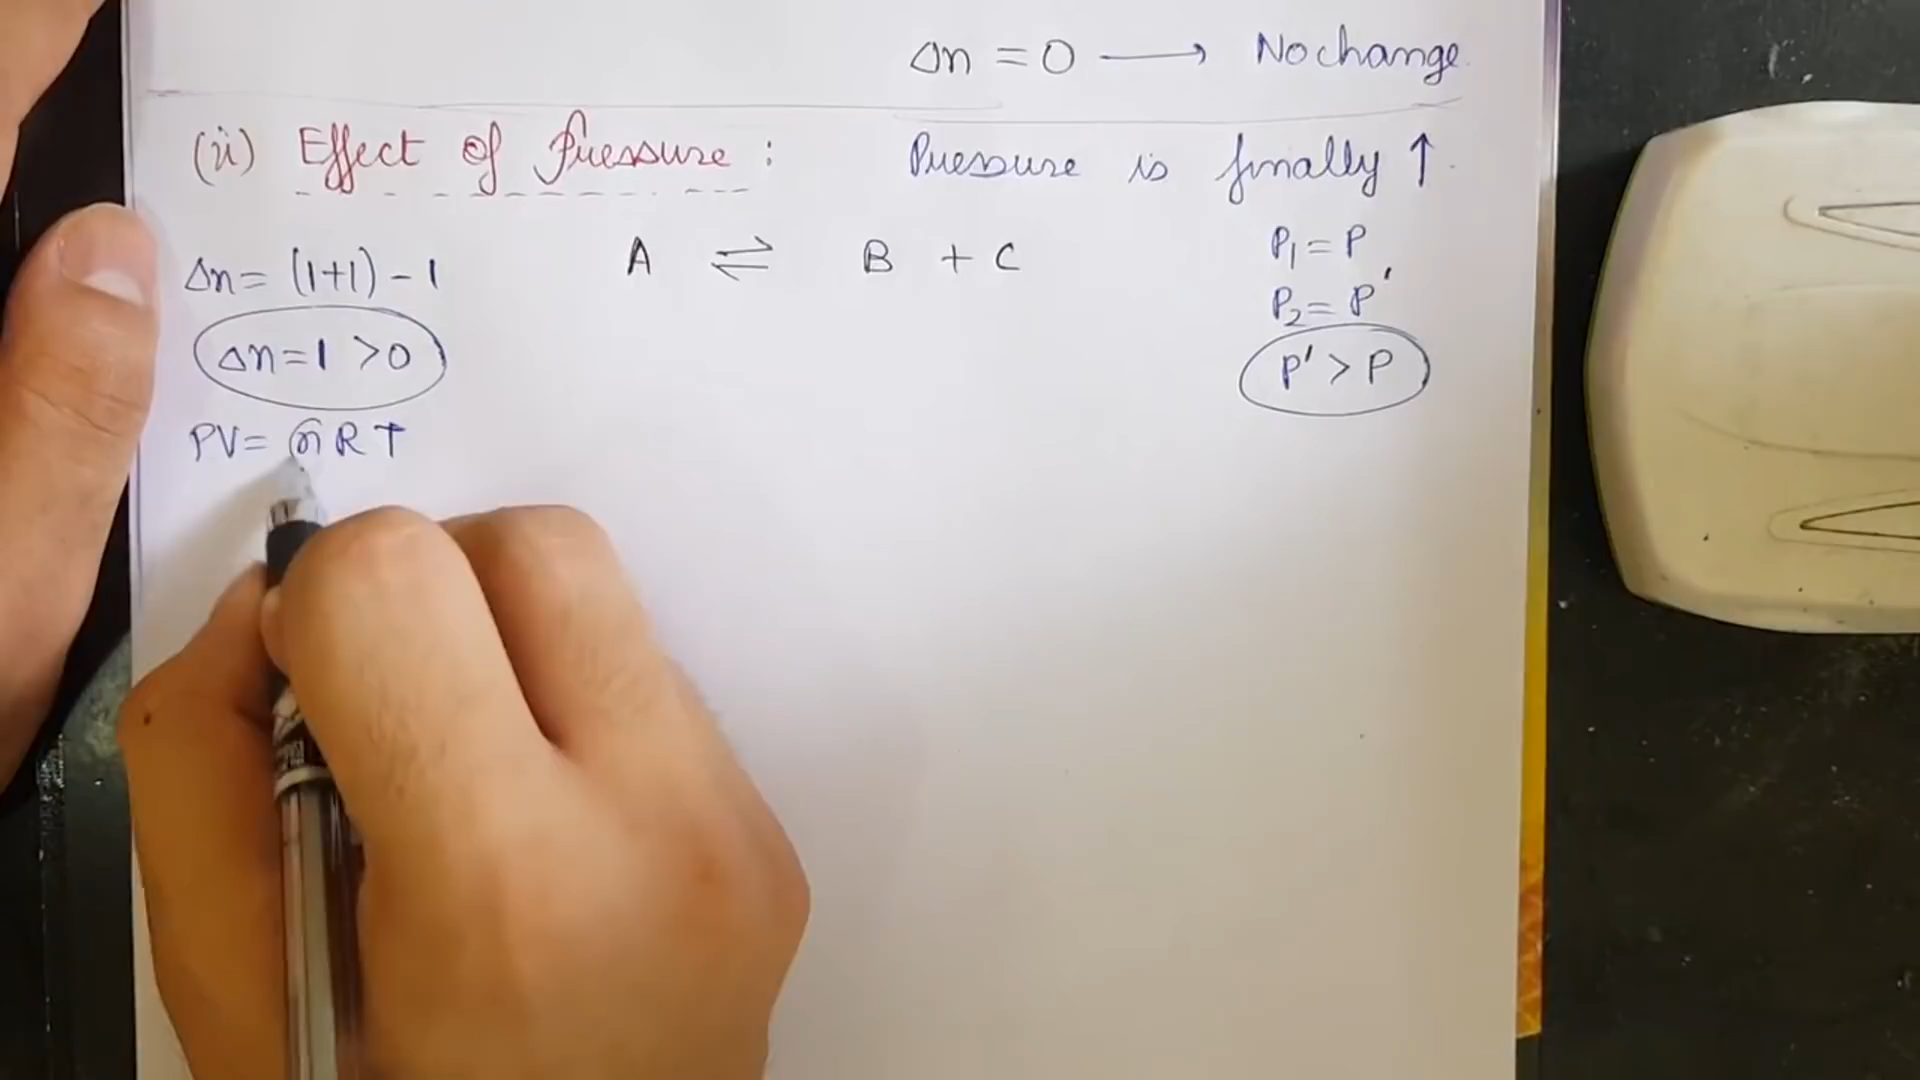 Δn = 0 → No change.
(ii) Effect of Pressure : Pressure is finally ↑.
Δn = (1+1) - 1 A ⇌ B + C P₁ = P
P₂ = P'
Δn = 1 > 0 P' > P
PV = nRT